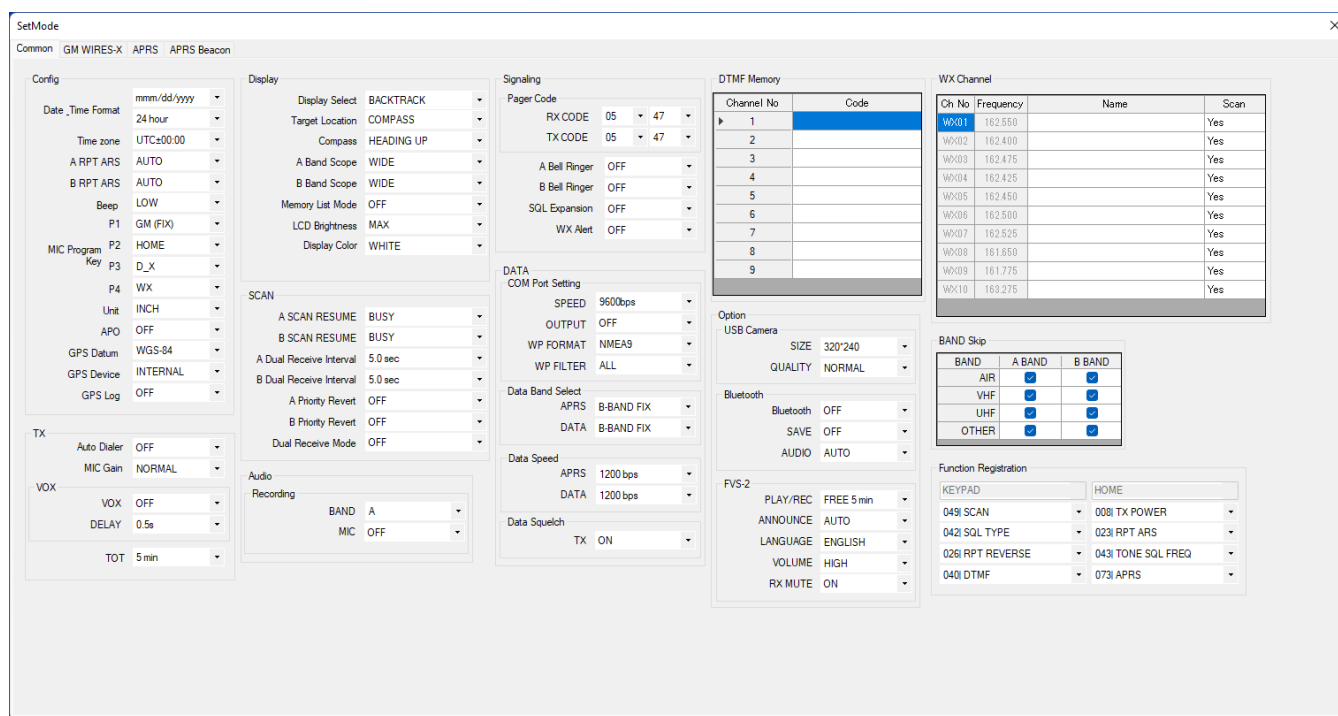 SetMode
Common GM WIRES-X APRS APRS Beacon
Config
Date _Time Format mmm/dd/yyyy
24 hour
Time zone UTC±00:00
A RPT ARS AUTO
B RPT ARS AUTO
Beep LOW
MIC Program Key
P1 GM (FIX)
P2 HOME
P3 D_X
P4 WX
Unit INCH
APO OFF
GPS Datum WGS-84
GPS Device INTERNAL
GPS Log OFF
TX
Auto Dialer OFF
MIC Gain NORMAL
VOX
VOX OFF
DELAY 0.5s
TOT 5 min
Display
Display Select BACKTRACK
Target Location COMPASS
Compass HEADING UP
A Band Scope WIDE
B Band Scope WIDE
Memory List Mode OFF
LCD Brightness MAX
Display Color WHITE
SCAN
A SCAN RESUME BUSY
B SCAN RESUME BUSY
A Dual Receive Interval 5.0 sec
B Dual Receive Interval 5.0 sec
A Priority Revert OFF
B Priority Revert OFF
Dual Receive Mode OFF
Audio
Recording
BAND A
MIC OFF
Signaling
Pager Code
RX CODE 05 47
TX CODE 05 47
A Bell Ringer OFF
B Bell Ringer OFF
SQL Expansion OFF
WX Alert OFF
DATA
COM Port Setting
SPEED 9600bps
OUTPUT OFF
WP FORMAT NMEA9
WP FILTER ALL
Data Band Select
APRS B-BAND FIX
DATA B-BAND FIX
Data Speed
APRS 1200 bps
DATA 1200 bps
Data Squelch
TX ON
DTMF Memory
Channel No Code
1
2
3
4
5
6
7
8
9
Option
USB Camera
SIZE 320*240
QUALITY NORMAL
Bluetooth
Bluetooth OFF
SAVE OFF
AUDIO AUTO
FVS-2
PLAY/REC FREE 5 min
ANNOUNCE AUTO
LANGUAGE ENGLISH
VOLUME HIGH
RX MUTE ON
WX Channel
Ch No Frequency Name Scan
WX01 162.550 Yes
WX02 162.400 Yes
WX03 162.475 Yes
WX04 162.425 Yes
WX05 162.450 Yes
WX06 162.500 Yes
WX07 162.525 Yes
WX08 161.650 Yes
WX09 161.775 Yes
WX10 163.275 Yes
BAND Skip
BAND A BAND B BAND
AIR
VHF
UHF
OTHER
Function Registration
KEYPAD HOME
049| SCAN 008| TX POWER
042| SQL TYPE 023| RPT ARS
026| RPT REVERSE 043| TONE SQL FREQ
040| DTMF 073| APRS